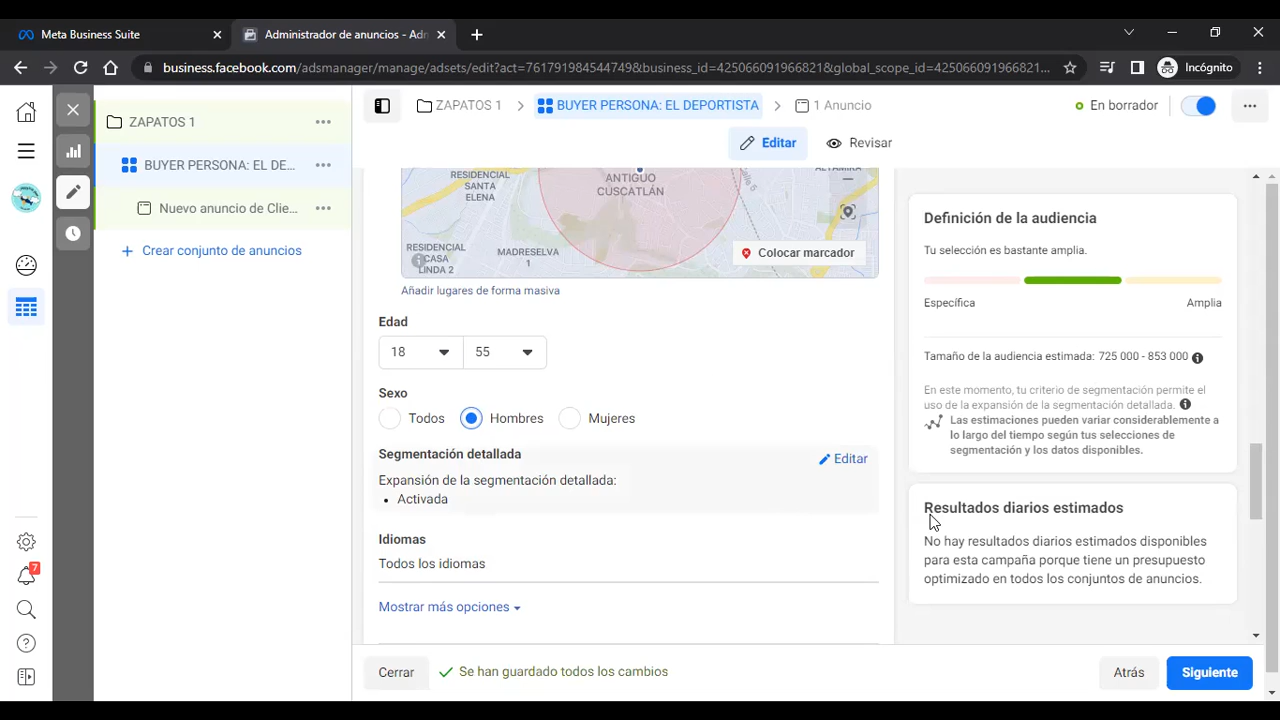 Meta Business Suite
Administrador de anuncios - Adn
Incógnito
business.facebook.com/adsmanager/manage/adsets/edit?act=761791984544749&business_id=425066091966821&global_scope_id=425066091966821...
ZAPATOS 1
BUYER PERSONA: EL DE...
Nuevo anuncio de Clie...
+ Crear conjunto de anuncios
7
ZAPATOS 1 > BUYER PERSONA: EL DEPORTISTA > 1 Anuncio
En borrador
Editar
Revisar
RESIDENCIAL
SANTA
ELENA
ANTIGUO
CUSCATLÁN
RESIDENCIAL
CASA
LINDA 2
MADRESELVA
1
Colocar marcador
Añadir lugares de forma masiva
Edad
18
55
Sexo
Todos
Hombres
Mujeres
Segmentación detallada
Editar
Expansión de la segmentación detallada:
• Activada
Idiomas
Todos los idiomas
Mostrar más opciones
Definición de la audiencia
Tu selección es bastante amplia.
Específica
Amplia
Tamaño de la audiencia estimada: 725 000 - 853 000
En este momento, tu criterio de segmentación permite el
uso de la expansión de la segmentación detallada.
Las estimaciones pueden variar considerablemente a
lo largo del tiempo según tus selecciones de
segmentación y los datos disponibles.
Resultados diarios estimados
No hay resultados diarios estimados disponibles
para esta campaña porque tiene un presupuesto
optimizado en todos los conjuntos de anuncios.
Cerrar
Se han guardado todos los cambios
Atrás
Siguiente